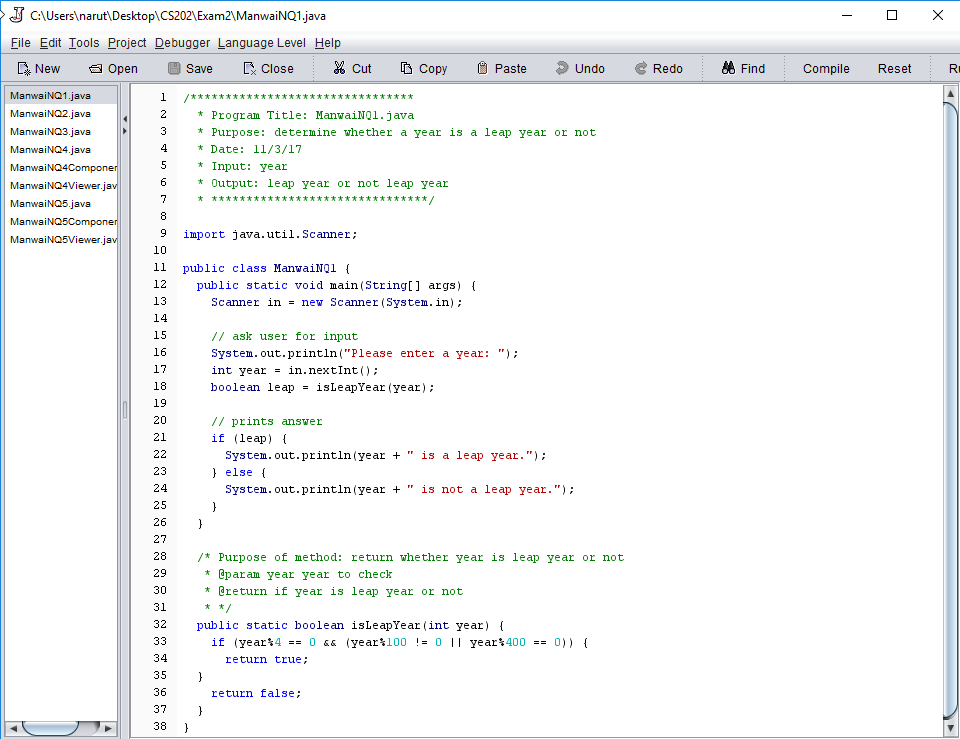 C:\Users\narut\Desktop\CS202\Exam2\ManwaiNQ1.java
File Edit Tools Project Debugger Language Level Help
New Open Save Close Cut Copy Paste Undo Redo Find Compile Reset Ru
ManwaiNQ1.java
ManwaiNQ2.java
ManwaiNQ3.java
ManwaiNQ4.java
ManwaiNQ4Componen
ManwaiNQ4Viewer.jav
ManwaiNQ5.java
ManwaiNQ5Componen
ManwaiNQ5Viewer.jav
1 /********************************
2   * Program Title: ManwaiNQ1.java
3   * Purpose: determine whether a year is a leap year or not
4   * Date: 11/3/17
5   * Input: year
6   * Output: leap year or not leap year
7   * *******************************/
8
9 import java.util.Scanner;
10
11 public class ManwaiNQ1 {
12   public static void main(String[] args) {
13     Scanner in = new Scanner(System.in);
14
15     // ask user for input
16     System.out.println("Please enter a year: ");
17     int year = in.nextInt();
18     boolean leap = isLeapYear(year);
19
20     // prints answer
21     if (leap) {
22       System.out.println(year + " is a leap year.");
23     } else {
24       System.out.println(year + " is not a leap year.");
25     }
26   }
27
28   /* Purpose of method: return whether year is leap year or not
29    * @param year year to check
30    * @return if year is leap year or not
31    * */
32   public static boolean isLeapYear(int year) {
33     if (year%4 == 0 && (year%100 != 0 || year%400 == 0)) {
34       return true;
35   }
36     return false;
37   }
38 }